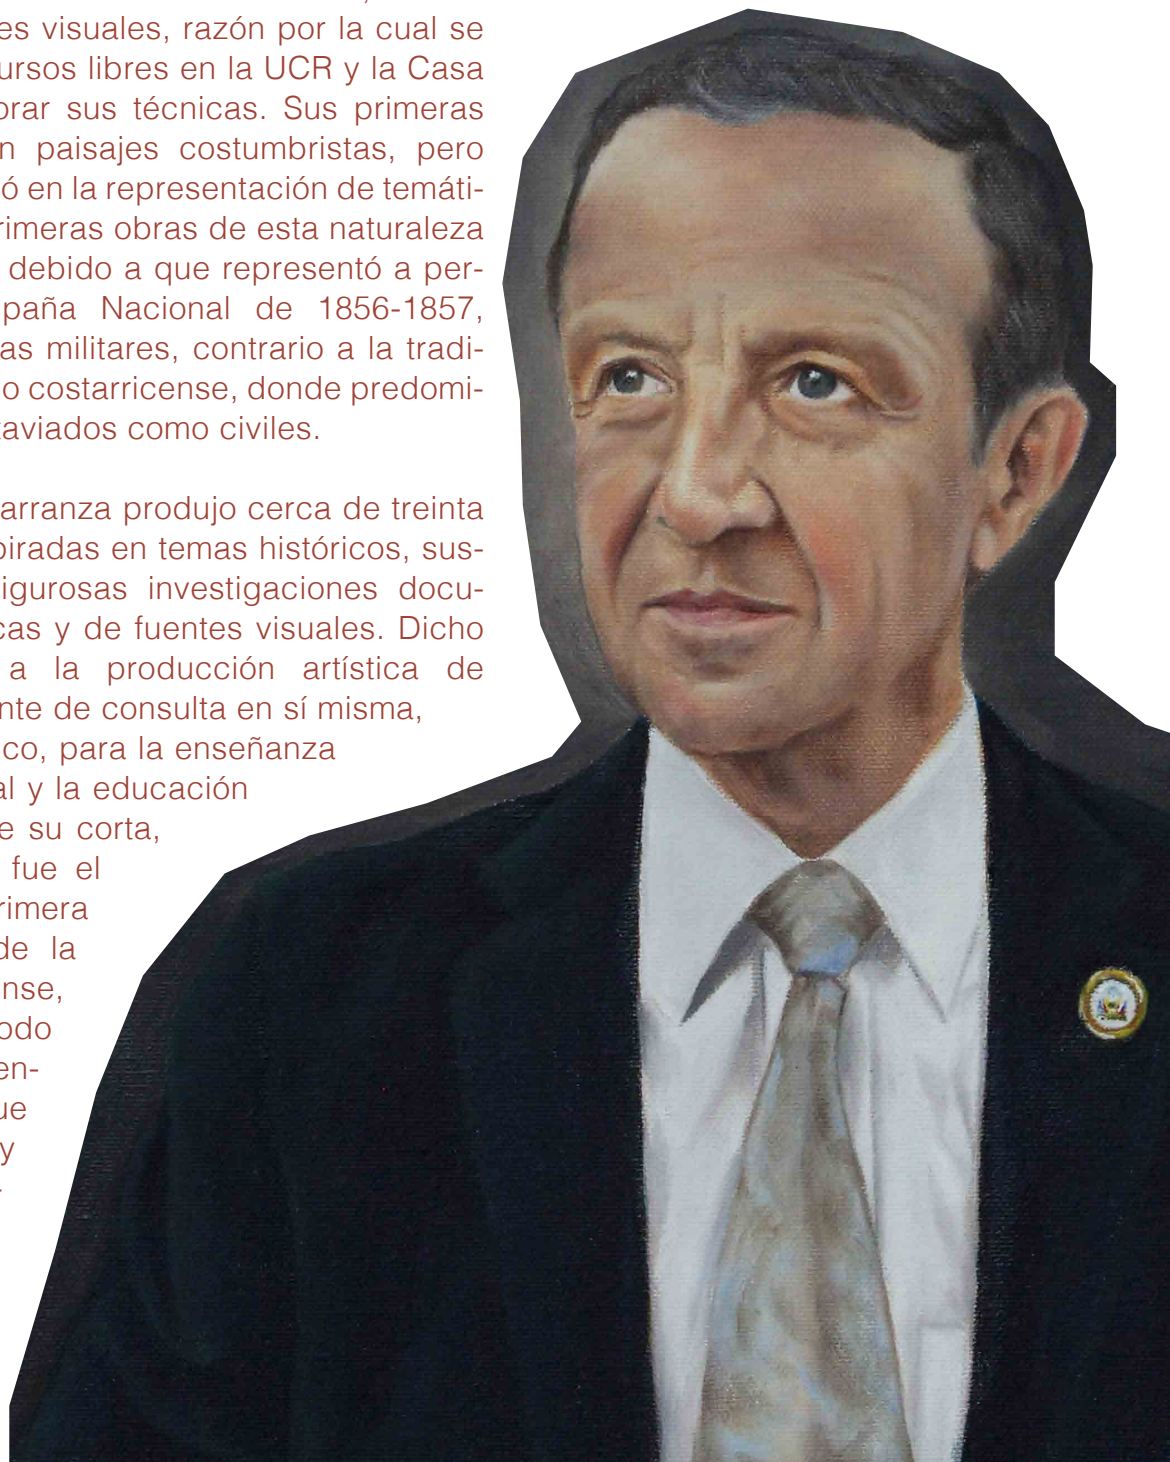 es visuales, razón por la cual se
ursos libres en la UCR y la Casa
orar sus técnicas. Sus primeras
n paisajes costumbristas, pero
ó en la representación de temáti-
rimeras obras de esta naturaleza
debido a que representó a per-
paña Nacional de 1856-1857,
as militares, contrario a la tradi-
o costarricense, donde predomi-
taviados como civiles.
arranza produjo cerca de treinta
piradas en temas históricos, sus-
igurosas investigaciones docu-
cas y de fuentes visuales. Dicho
a la producción artística de
nte de consulta en sí misma,
co, para la enseñanza
al y la educación
e su corta,
fue el
rimera
de la
nse,
odo
en-
ue
y